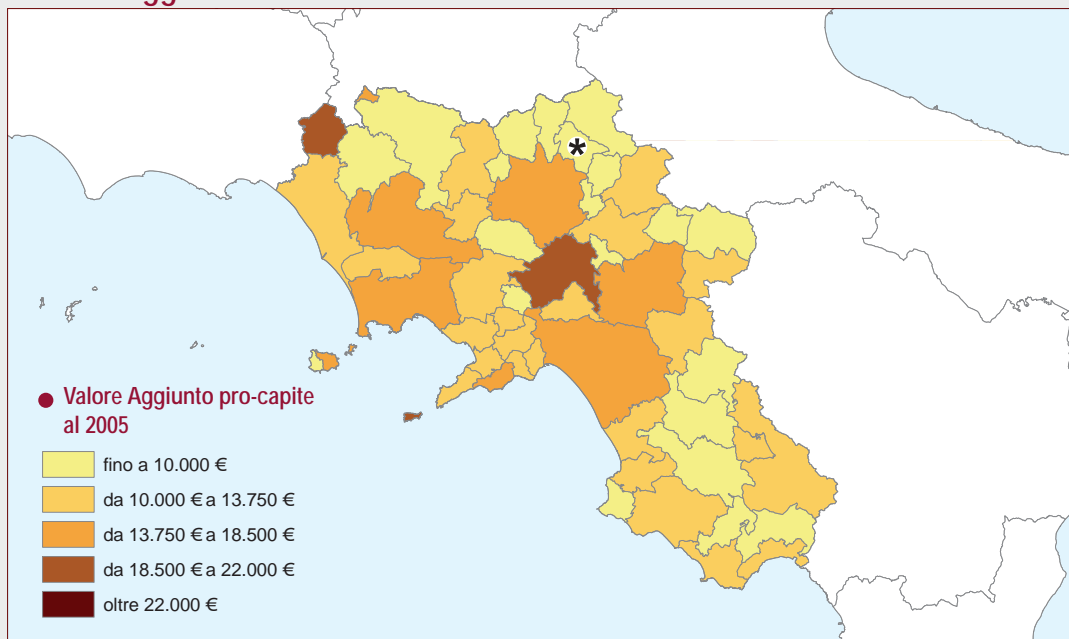 Valore Aggiunto pro-capite
al 2005
fino a 10.000 €
da 10.000 € a 13.750 €
da 13.750 € a 18.500 €
da 18.500 € a 22.000 €
oltre 22.000 €
*